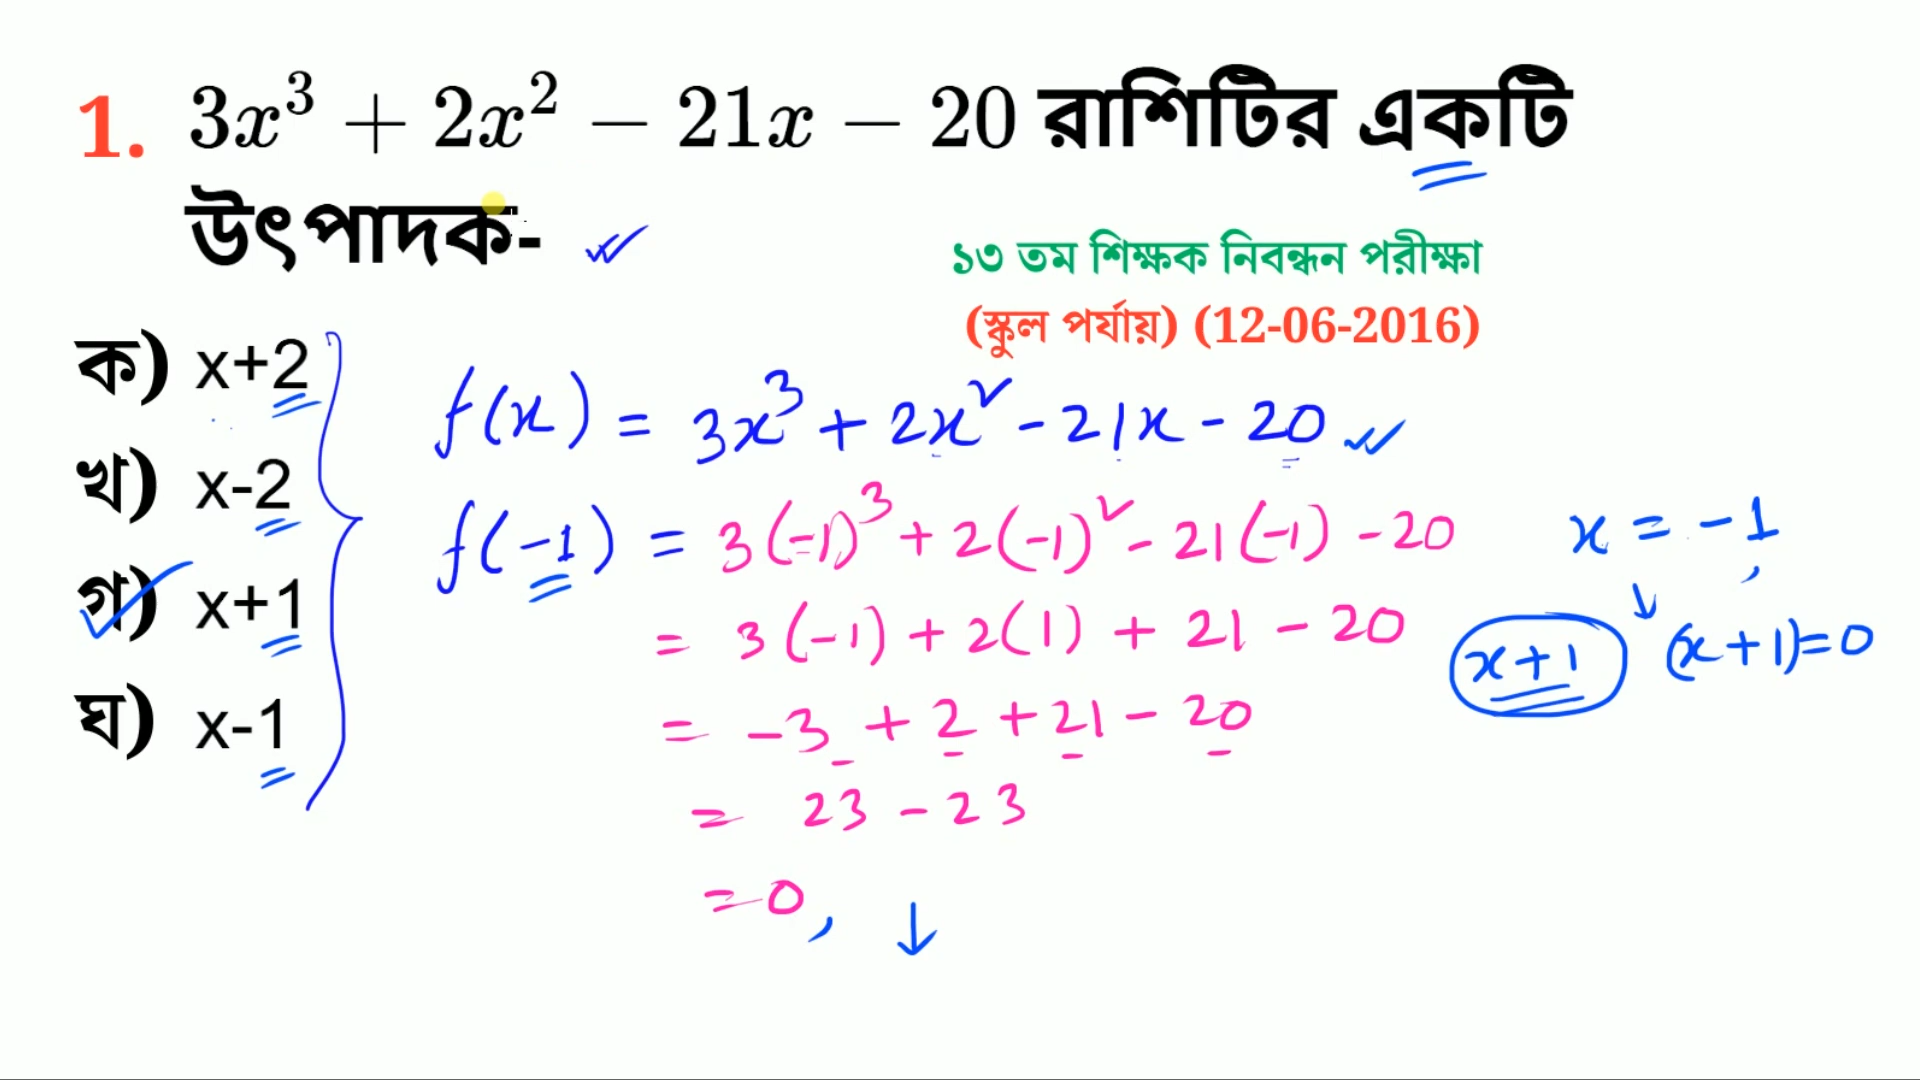 1. 3x³ + 2x² − 21x − 20 রাশিটির একটি
উৎপাদক-
১৩ তম শিক্ষক নিবন্ধন পরীক্ষা
(স্কুল পর্যায়) (12-06-2016)
ক) x+2
খ) x-2
গ) x+1
ঘ) x-1
f(x) = 3x³ + 2x² - 21x - 20
f(-1) = 3(-1)³ + 2(-1)² - 21(-1) - 20
= 3(-1) + 2(1) + 21 - 20
= -3 + 2 + 21 - 20
= 23 - 23
= 0,
x = -1,
x+1 (x+1)=0